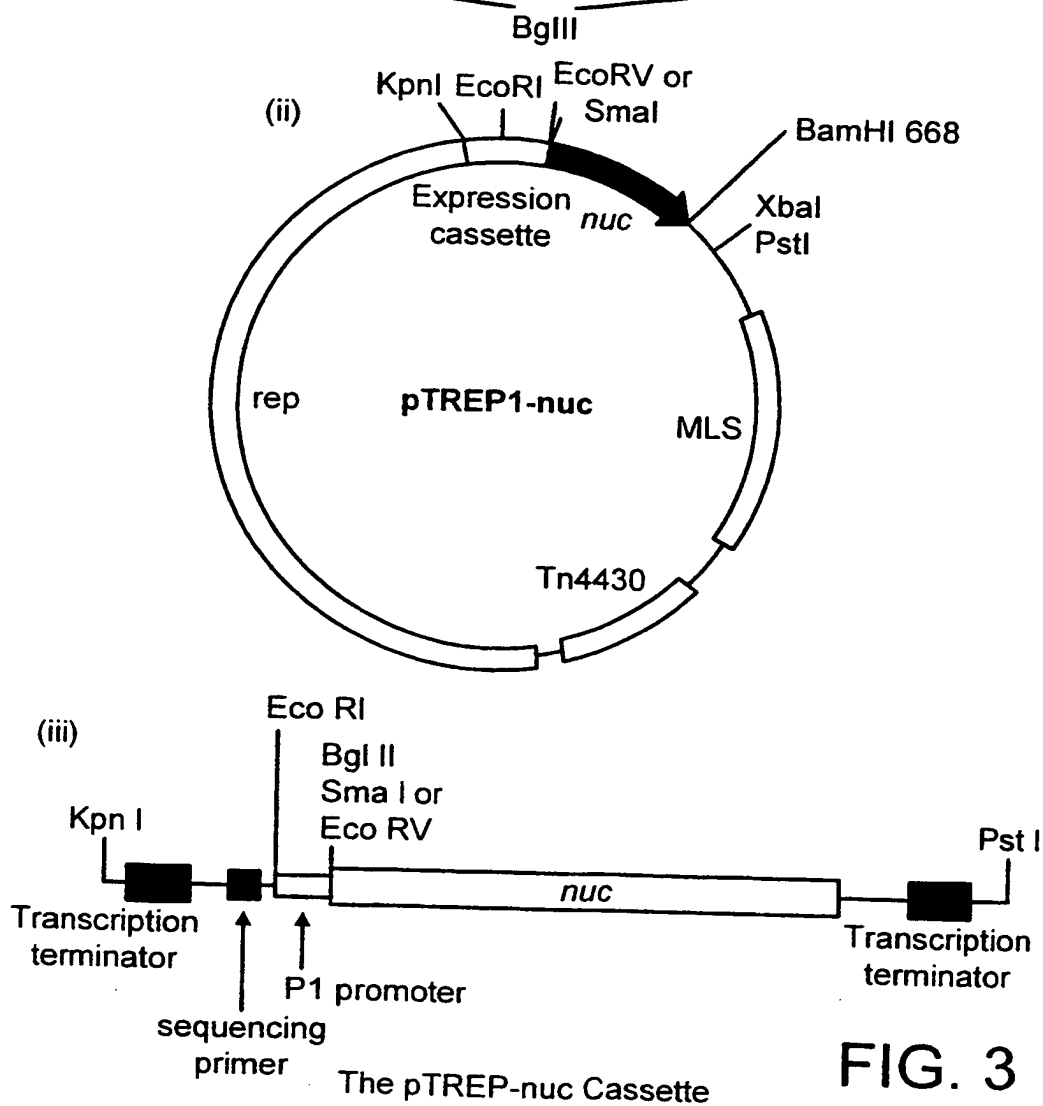 BglII
(ii)
KpnI EcoRI
EcoRV or
SmaI
BamHI 668
XbaI
PstI
Expression
cassette
nuc
rep
pTREP1-nuc
MLS
Tn4430
(iii)
Eco RI
Bgl II
Sma I or
Eco RV
Kpn I
Pst I
nuc
Transcription
terminator
Transcription
terminator
P1 promoter
sequencing
primer
The pTREP-nuc Cassette
FIG. 3